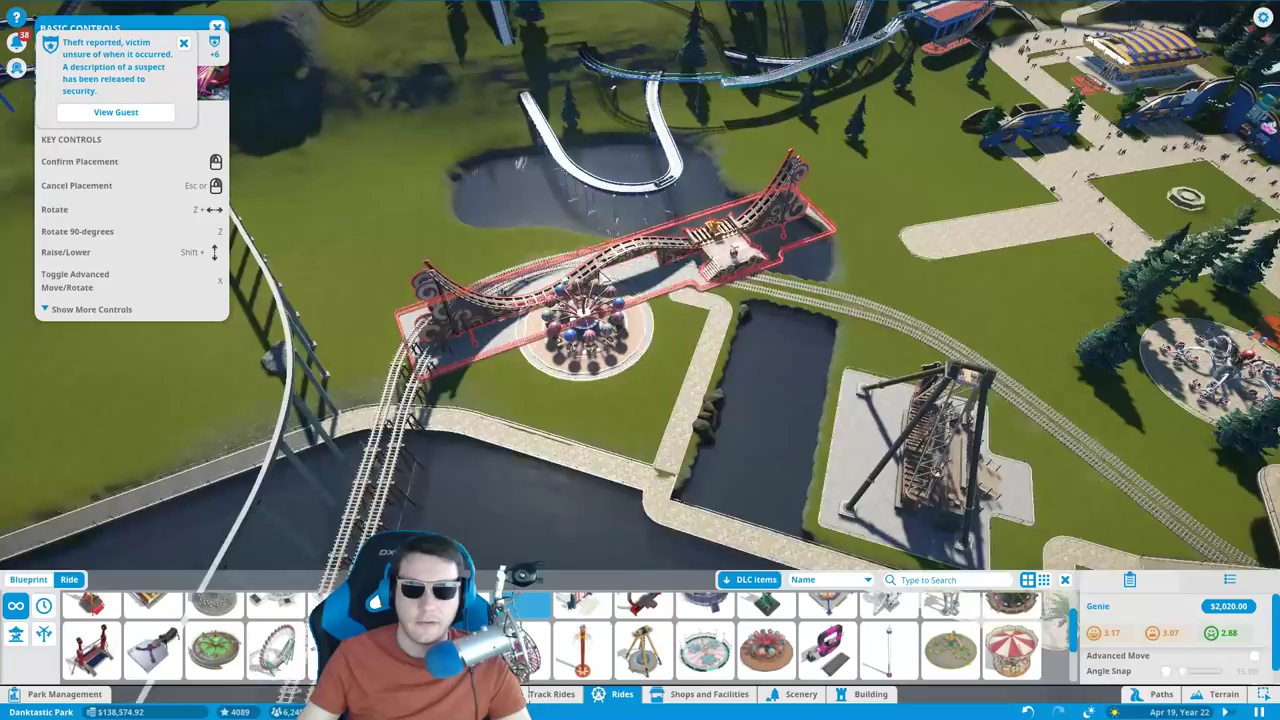 ?
BASIC CONTROLS
38
Theft reported, victim
unsure of when it occurred.
A description of a suspect
has been released to
security.
+6
View Guest
KEY CONTROLS
Confirm Placement
Cancel Placement Esc or
Rotate Z +
Rotate 90-degrees Z
Raise/Lower Shift +
Toggle Advanced
Move/Rotate X
Show More Controls
Blueprint Ride
DLC items Name Type to Search
Genie $2,020.00
3.17 3.07 2.88
Advanced Move
Angle Snap 15.00°
DX
Park Management Track Rides Rides Shops and Facilities Scenery Building Paths Terrain
Danktastic Park $138,574.92 4089 Apr 19, Year 22